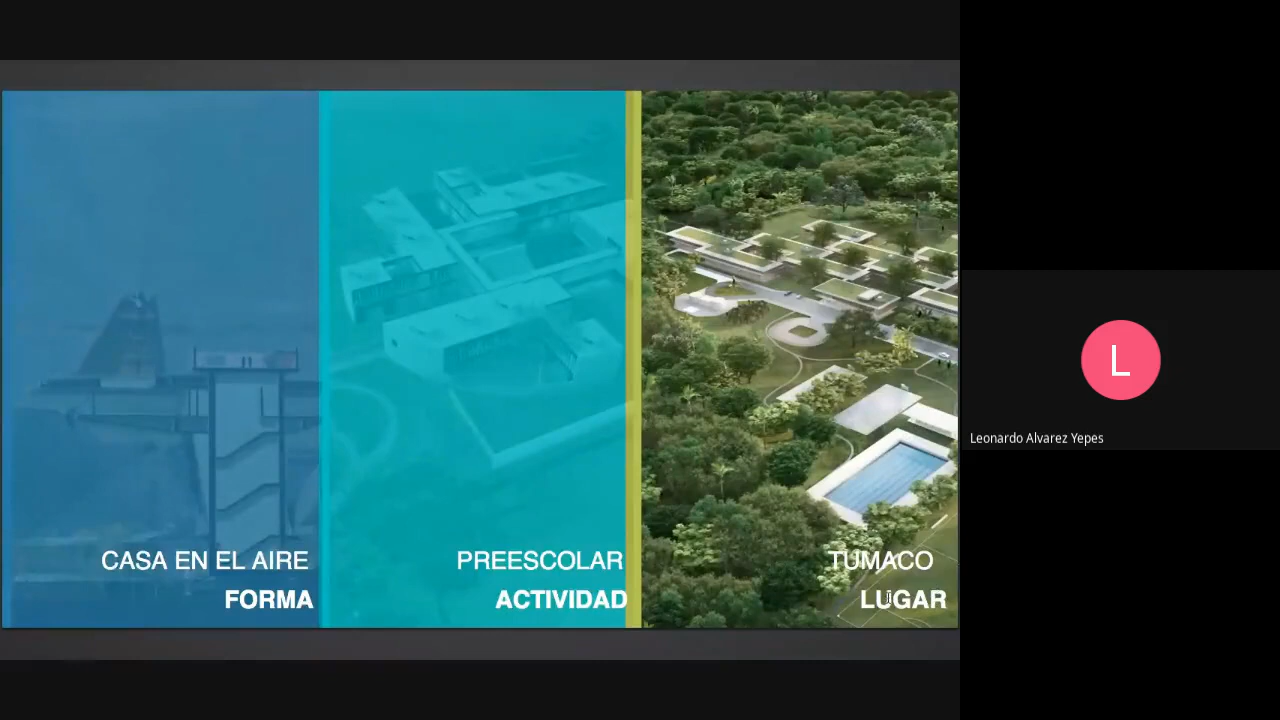 CASA EN EL AIRE
FORMA
PREESCOLAR
ACTIVIDAD
TUMACO
LUGAR
L
Leonardo Alvarez Yepes